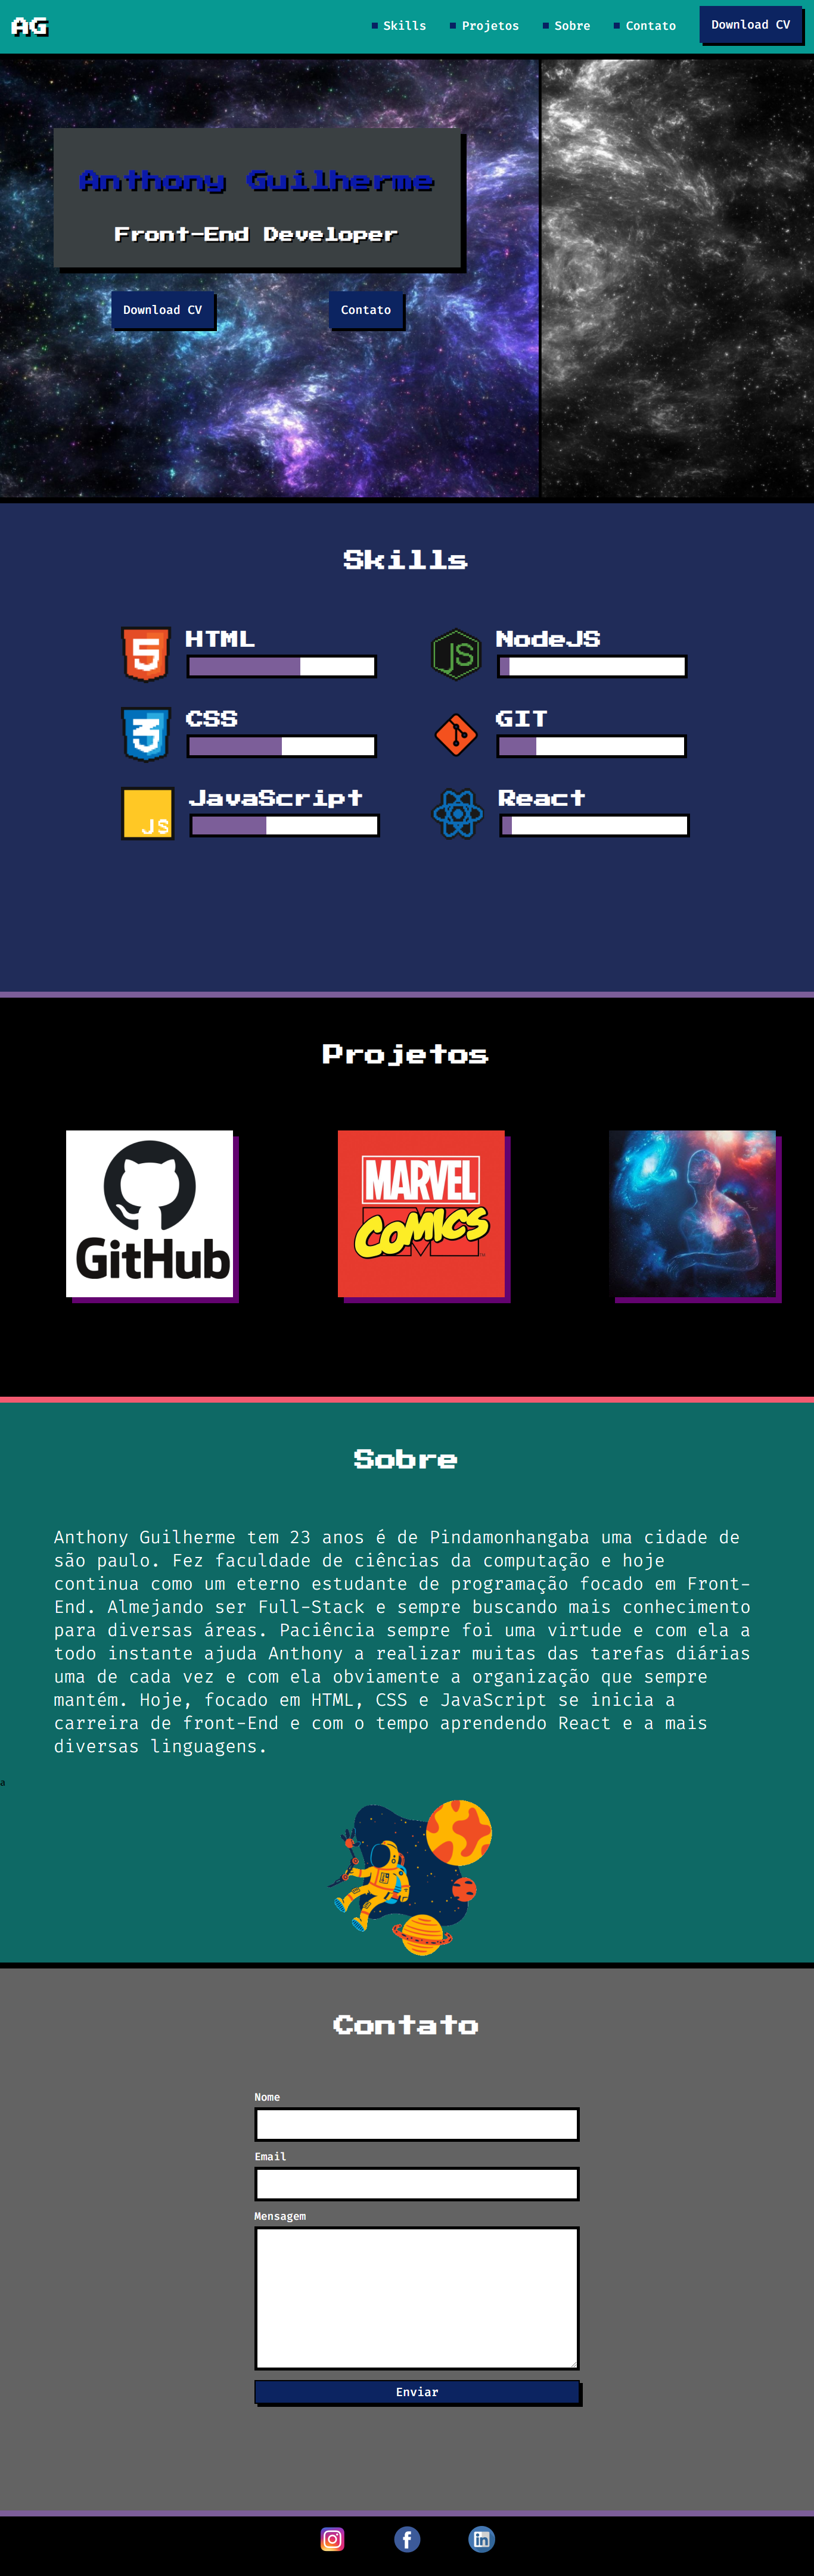 AG
Skills
Projetos
Sobre
Contato
Download CV
Anthony Guilherme
Front-End Developer
Download CV
Contato
Skills
HTML
NodeJS
CSS
GIT
JS
JavaScript
JS
React
Projetos
GitHub
MARVEL
COMICS
Sobre
Anthony Guilherme tem 23 anos é de Pindamonhangaba uma cidade de
são paulo. Fez faculdade de ciências da computação e hoje
continua como um eterno estudante de programação focado em Front-
End. Almejando ser Full-Stack e sempre buscando mais conhecimento
para diversas áreas. Paciência sempre foi uma virtude e com ela a
todo instante ajuda Anthony a realizar muitas das tarefas diárias
uma de cada vez e com ela obviamente a organização que sempre
mantém. Hoje, focado em HTML, CSS e JavaScript se inicia a
carreira de front-End e com o tempo aprendendo React e a mais
diversas linguagens.
a
Contato
Nome
Email
Mensagem
Enviar